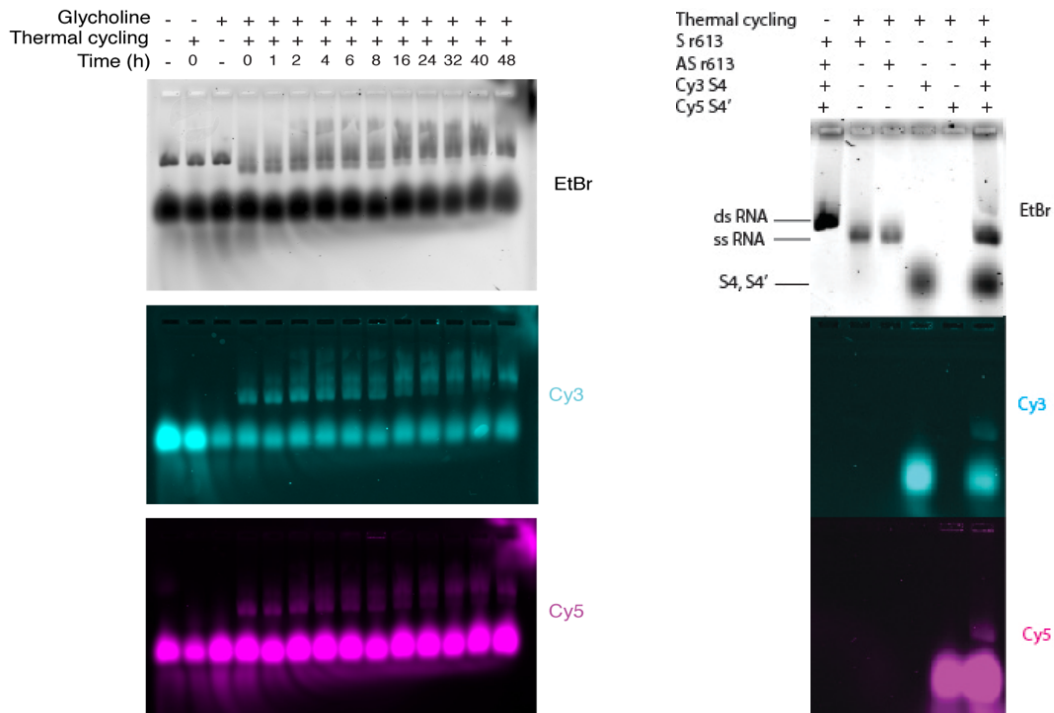 Glycholine - - + + + + + + + + + + + +
Thermal cycling - + - + + + + + + + + + + +
Time (h) - 0 - 0 1 2 4 6 8 16 24 32 40 48
EtBr
Cy3
Cy5
Thermal cycling - + + + + +
S r613 + + - - - +
AS r613 + - + - - +
Cy3 S4 + - - + - +
Cy5 S4' + - - - + +
ds RNA
ss RNA
S4, S4'
EtBr
Cy3
Cy5